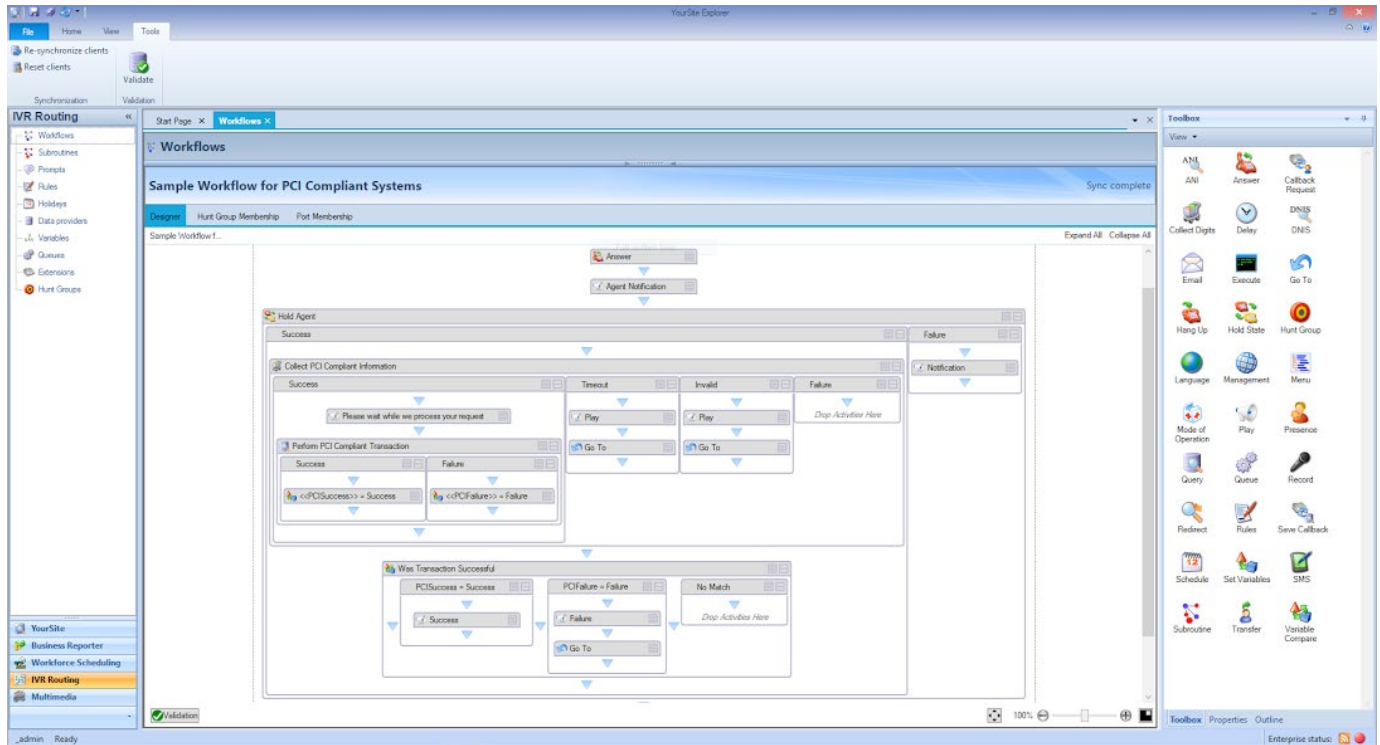 YourSite Explorer
File Home View Tools
Re-synchronize clients
Reset clients
Validate
Synchronization Validation
IVR Routing «
Workflows
Subroutines
Prompts
Rules
Holidays
Data providers
Variables
Queues
Extensions
Hunt Groups
YourSite
Business Reporter
Workforce Scheduling
IVR Routing
Multimedia
Start Page × Workflows ×
Workflows
Sample Workflow for PCI Compliant Systems Sync complete
Designer Hunt Group Membership Port Membership
Sample Workflow f... Expand All Collapse All
Answer
Agent Notification
Hold Agent
Success Failure
Collect PCI Compliant Information Notification
Success Timeout Invalid Failure
Please wait while we process your request Play Play Drop Activities Here
Perform PCI Compliant Transaction Go To Go To
Success Failure
<<PCISuccess>> = Success <<PCIFailure>> = Failure
Was Transaction Successful
PCISuccess = Success PCIFailure = Failure No Match
Success Failure Drop Activities Here
Go To
Validation 100%
Toolbox
View
ANI Answer Callback
Request
Collect Digits Delay DNIS
Email Execute Go To
Hang Up Hold State Hunt Group
Language Management Menu
Mode of Play Presence
Operation
Query Queue Record
Redirect Rules Save Callback
Schedule Set Variables SMS
Subroutine Transfer Variable
Compare
Toolbox Properties Outline
_admin Ready Enterprise status: